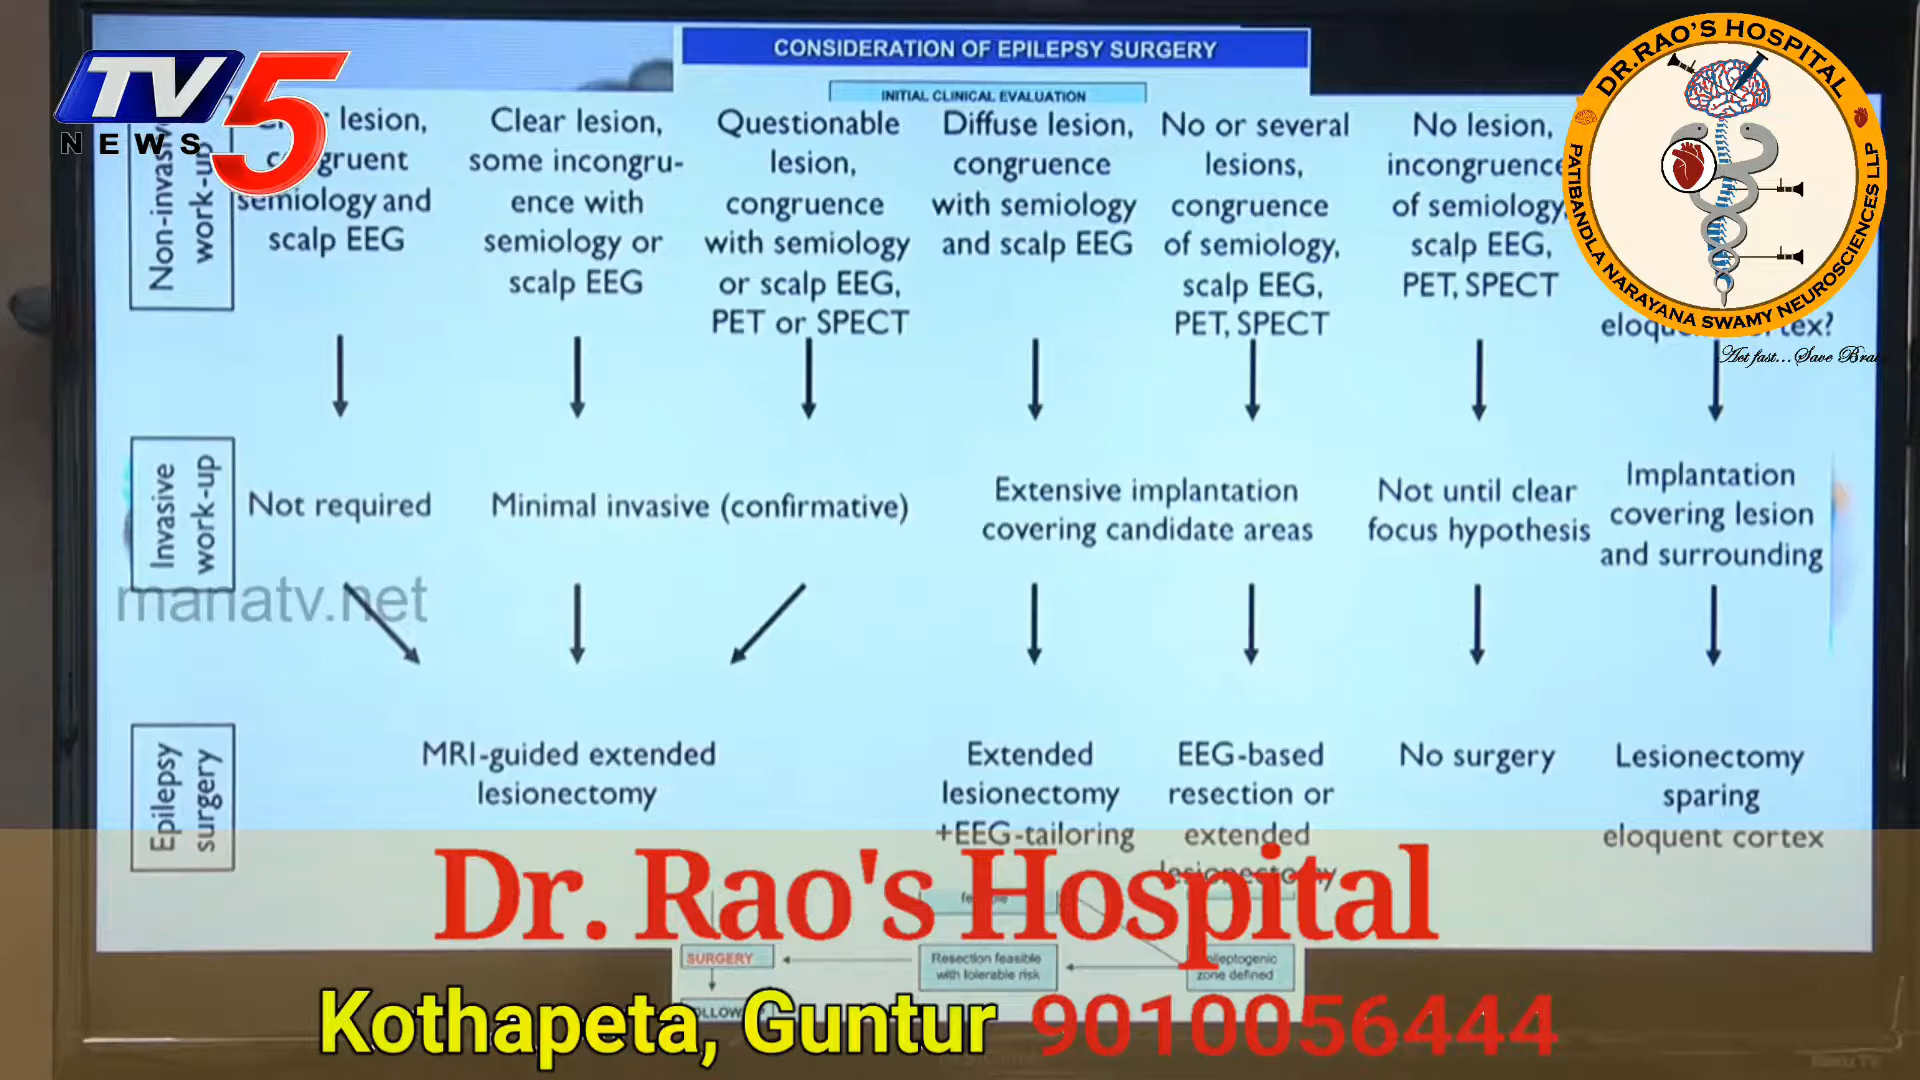 CONSIDERATION OF EPILEPSY SURGERY
INITIAL CLINICAL EVALUATION
TV5
NEWS
DR.RAO'S HOSPITAL
PATIBANDLA NARAYANA SWAMY NEUROSCIENCES LLP
Act fast...Save
Non-invasive
work-up
lesion,
semiology and
scalp EEG
Clear lesion,
some incongru-
ence with
semiology or
scalp EEG
Questionable
lesion,
congruence
with semiology
or scalp EEG,
PET or SPECT
Diffuse lesion,
congruence
with semiology
and scalp EEG
No or several
lesions,
congruence
of semiology,
scalp EEG,
PET, SPECT
No lesion,
incongruence
of semiology,
scalp EEG,
PET, SPECT
Invasive
work-up
Not required
Minimal invasive (confirmative)
Extensive implantation
covering candidate areas
Not until clear
focus hypothesis
Implantation
covering lesion
and surrounding
manatv.net
Epilepsy
surgery
MRI-guided extended
lesionectomy
Extended
lesionectomy
+EEG-tailoring
EEG-based
resection or
extended
lesionectomy
No surgery
Lesionectomy
sparing
eloquent cortex
Dr. Rao's Hospital
SURGERY
Resection feasible
with tolerable risk
zone defined
Kothapeta, Guntur 9010056444